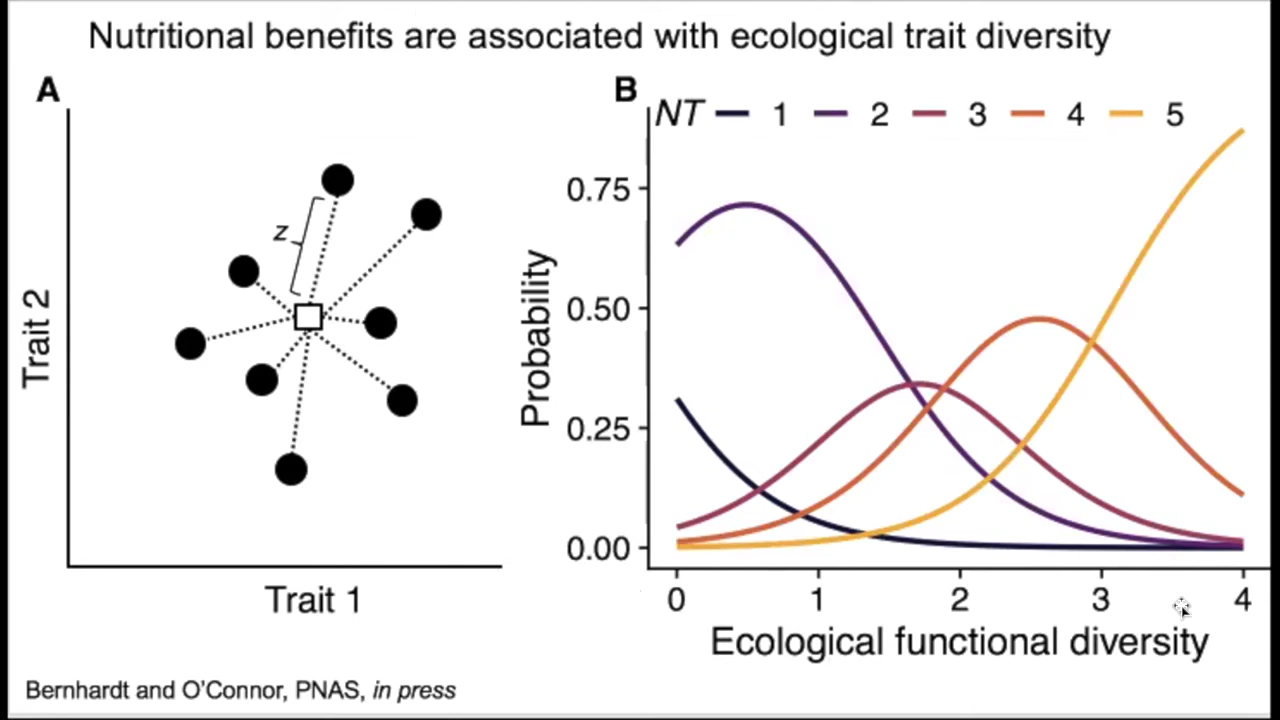 Nutritional benefits are associated with ecological trait diversity
A
z
Trait 2
Trait 1
B
NT 1 2 3 4 5
Probability
0.75
0.50
0.25
0.00
0 1 2 3 4
Ecological functional diversity
Bernhardt and O'Connor, PNAS, in press